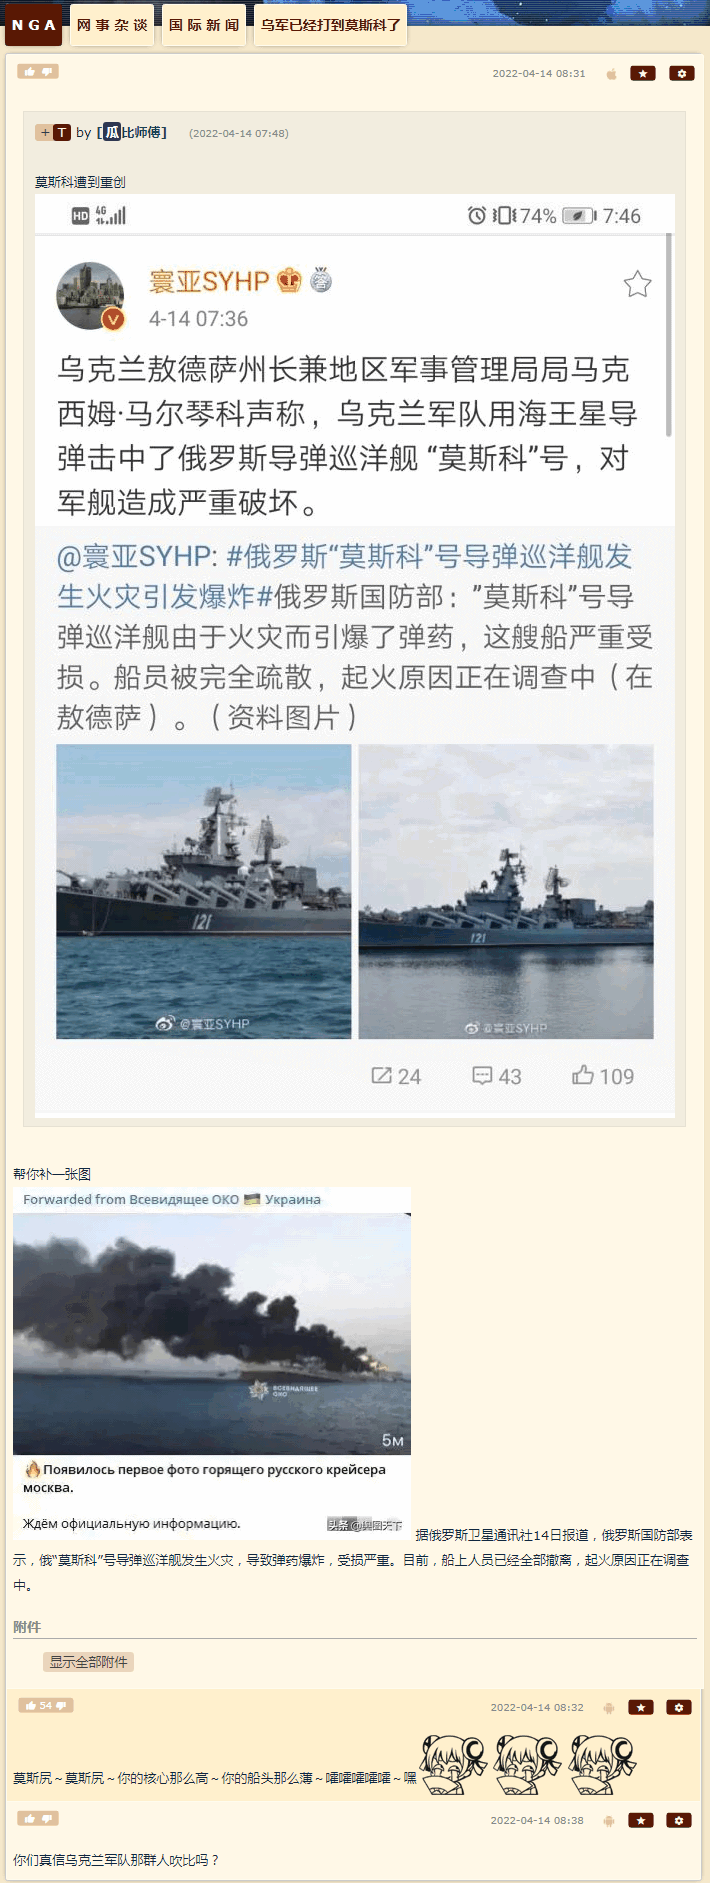 NGA 网事杂谈 国际新闻 乌军已经打到莫斯科了
2022-04-14 08:31
+ T by [瓜比师傅] (2022-04-14 07:48)
莫斯科遭到重创
HD 4G 74% 7:46
寰亚SYHP
4-14 07:36
乌克兰敖德萨州长兼地区军事管理局局马克
西姆·马尔琴科声称，乌克兰军队用海王星导
弹击中了俄罗斯导弹巡洋舰 “莫斯科”号，对
军舰造成严重破坏。
@寰亚SYHP: #俄罗斯“莫斯科”号导弹巡洋舰发
生火灾引发爆炸#俄罗斯国防部：”莫斯科”号导
弹巡洋舰由于火灾而引爆了弹药，这艘船严重受
损。船员被完全疏散，起火原因正在调查中（在
敖德萨）。（资料图片）
121
121
@寰亚SYHP
@寰亚SYHP
24 43 109
帮你补一张图
Forwarded from Всевидящее ОКО Украина
ВСЕВИДЯЩЕЕ
ОКО
5м
Появилось первое фото горящего русского крейсера
москва.
Ждём официальную информацию.
头条
据俄罗斯卫星通讯社14日报道，俄罗斯国防部表
示，俄“莫斯科”号导弹巡洋舰发生火灾，导致弹药爆炸，受损严重。目前，船上人员已经全部撤离，起火原因正在调查
中。
附件
显示全部附件
54
2022-04-14 08:32
莫斯尻～莫斯尻～你的核心那么高～你的船头那么薄～嚯嚯嚯嚯嚯～嘿
2022-04-14 08:38
你们真信乌克兰军队那群人吹比吗？